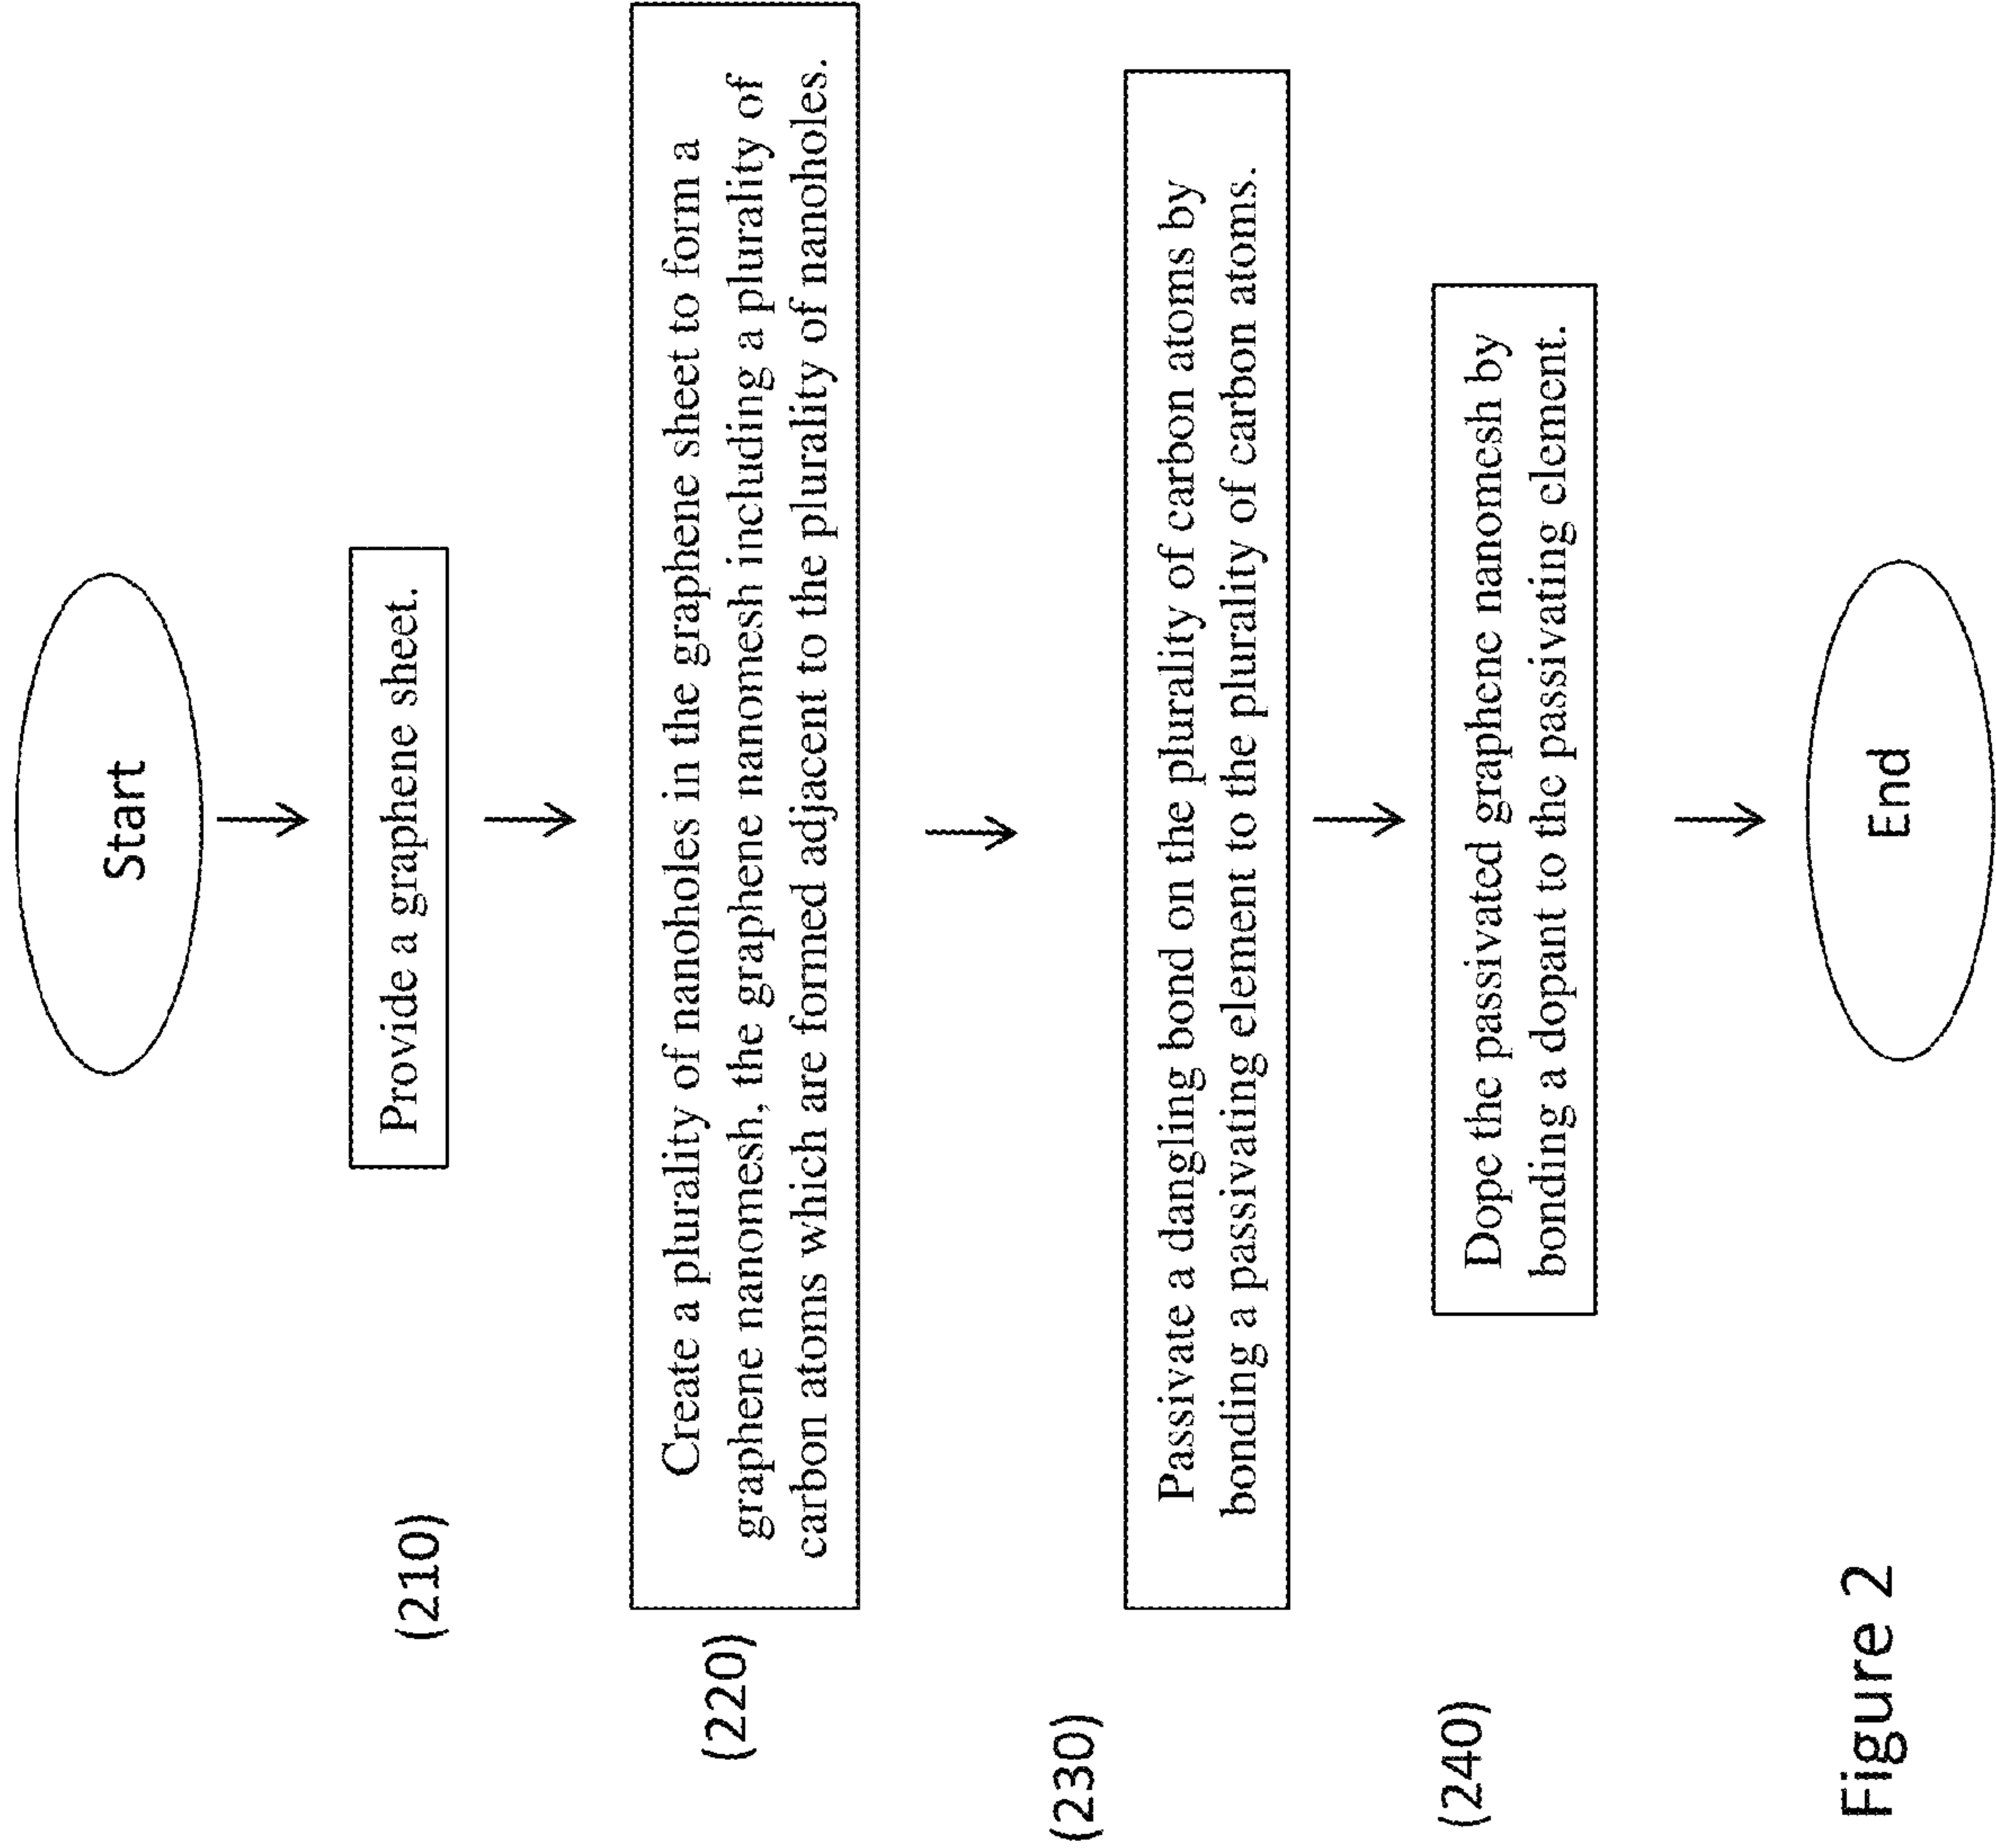 Start
(210)
Provide a graphene sheet.
(220)
Create a plurality of nanoholes in the graphene sheet to form a
graphene nanomesh, the graphene nanomesh including a plurality of
carbon atoms which are formed adjacent to the plurality of nanoholes.
(230)
Passivate a dangling bond on the plurality of carbon atoms by
bonding a passivating element to the plurality of carbon atoms.
(240)
Dope the passivated graphene nanomesh by
bonding a dopant to the passivating element.
End
Figure 2